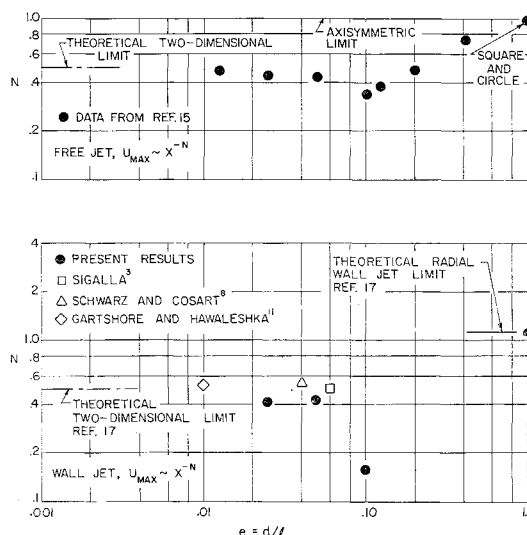 1.0
.8
.6
.4
N
.2
.1
THEORETICAL TWO-DIMENSIONAL
LIMIT
AXISYMMETRIC
LIMIT
SQUARE
AND
CIRCLE
● DATA FROM REF. 15
FREE JET, U_MAX ~ X^-N
4
2
1.0
.8
.6
.4
N
.2
.1
● PRESENT RESULTS
□ SIGALLA³
△ SCHWARZ AND COSART⁸
◇ GARTSHORE AND HAWALESHKA¹¹
THEORETICAL RADIAL
WALL JET LIMIT
REF. 17
THEORETICAL
TWO-DIMENSIONAL LIMIT
REF. 17
WALL JET, U_MAX ~ X^-N
.001
.01
.10
e = d/ℓ